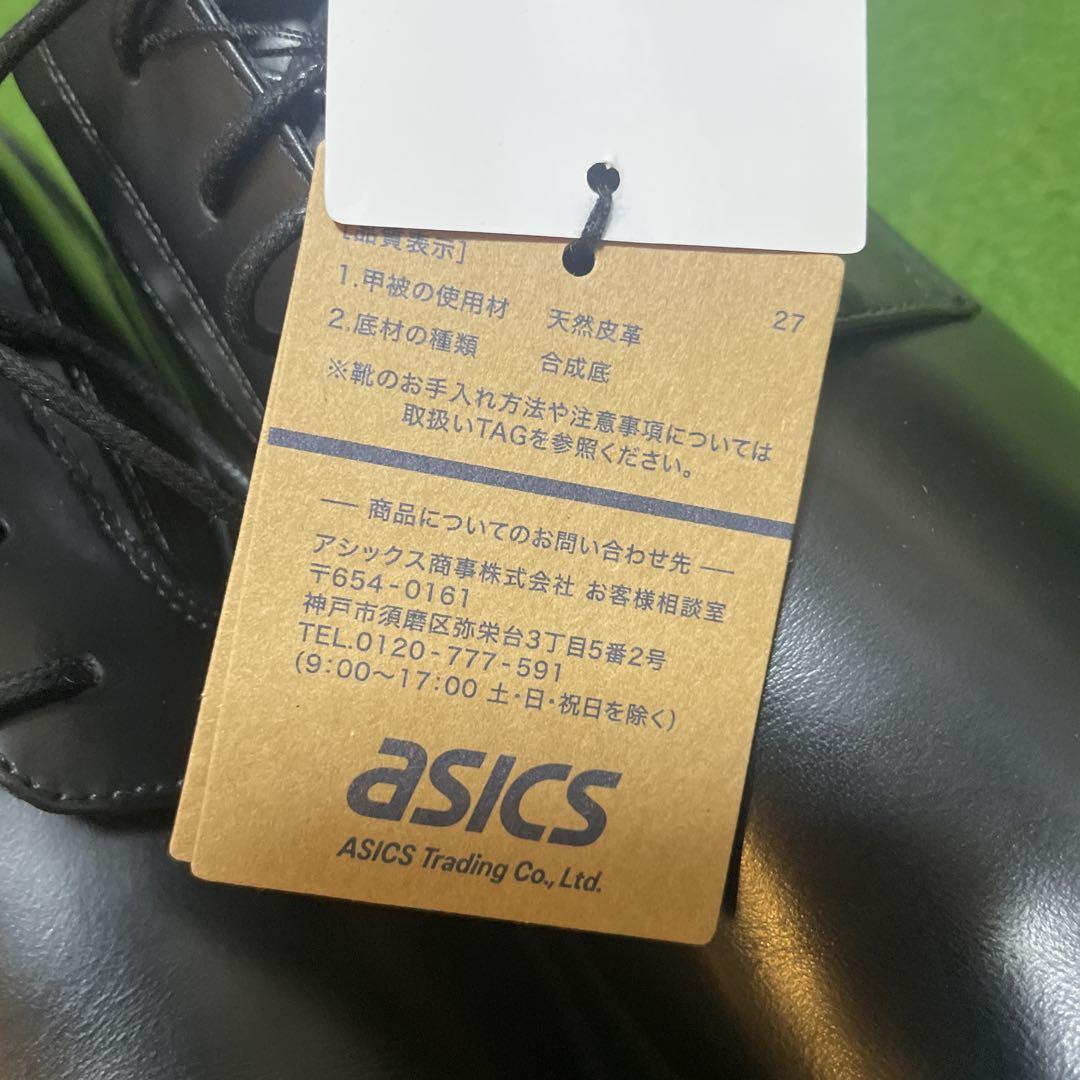 [品質表示]
1.甲被の使用材 天然皮革 27
2.底材の種類 合成底
※靴のお手入れ方法や注意事項については
取扱いTAGを参照ください。
― 商品についてのお問い合わせ先 ―
アシックス商事株式会社 お客様相談室
〒654-0161
神戸市須磨区弥栄台3丁目5番2号
TEL.0120-777-591
(9:00〜17:00 土・日・祝日を除く)
asics
ASICS Trading Co., Ltd.